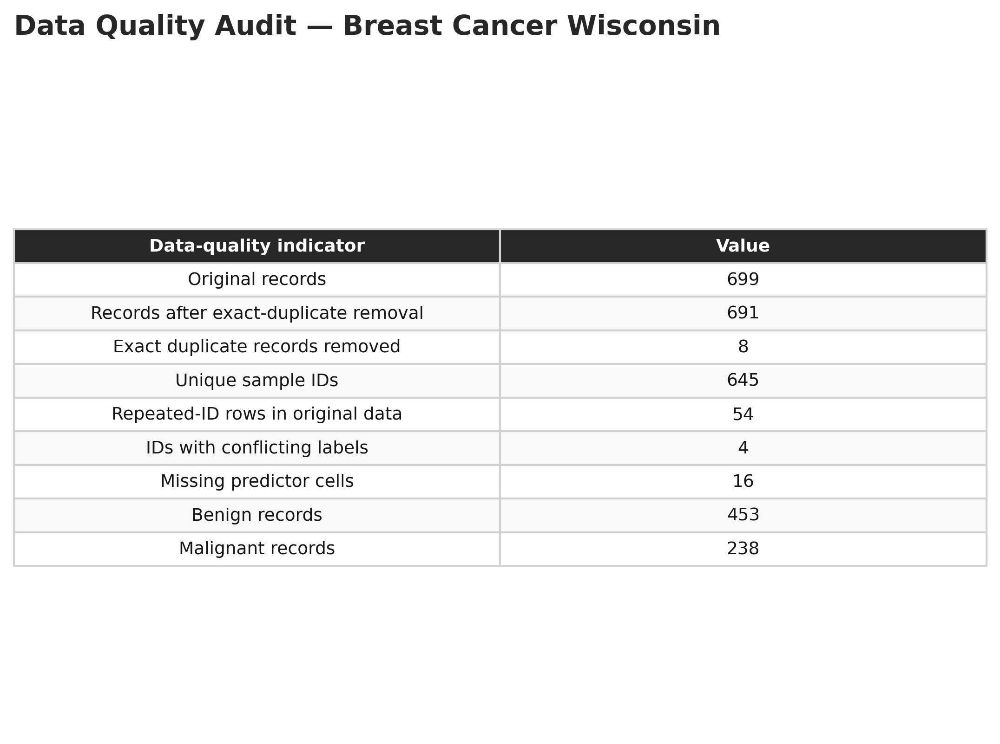 Data Quality Audit — Breast Cancer Wisconsin
Data-quality indicator Value
Original records 699
Records after exact-duplicate removal 691
Exact duplicate records removed 8
Unique sample IDs 645
Repeated-ID rows in original data 54
IDs with conflicting labels 4
Missing predictor cells 16
Benign records 453
Malignant records 238